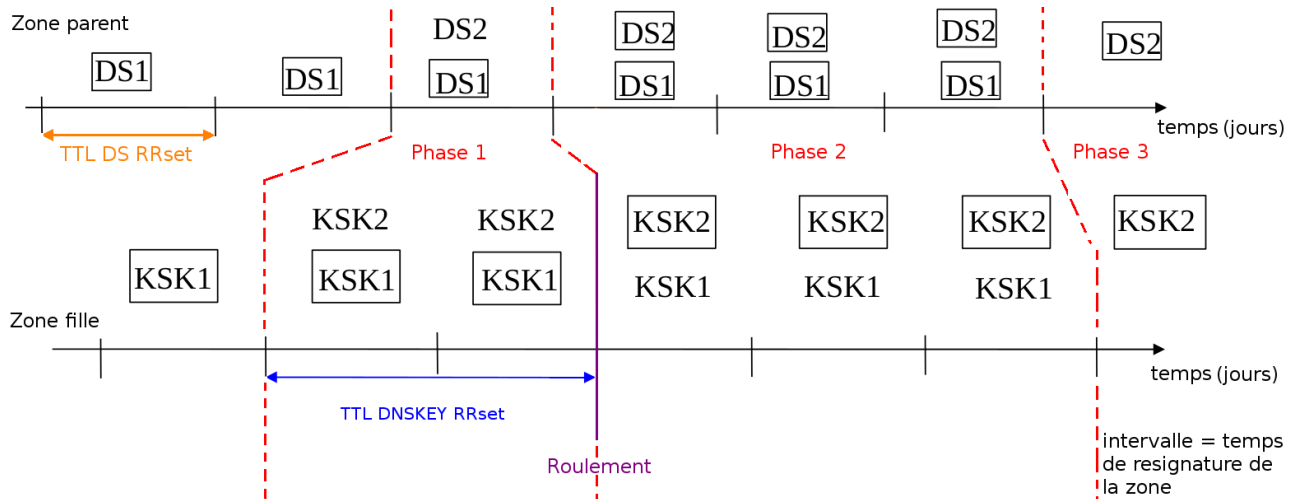 Zone parent
DS2 DS2 DS2 DS2 DS2
DS1 DS1 DS1 DS1 DS1 DS1
temps (jours)
TTL DS RRset
Phase 1 Phase 2 Phase 3
KSK2 KSK2 KSK2 KSK2 KSK2 KSK2
KSK1 KSK1 KSK1 KSK1 KSK1 KSK1
Zone fille
temps (jours)
TTL DNSKEY RRset
Roulement
intervalle = temps
de resignature de
la zone